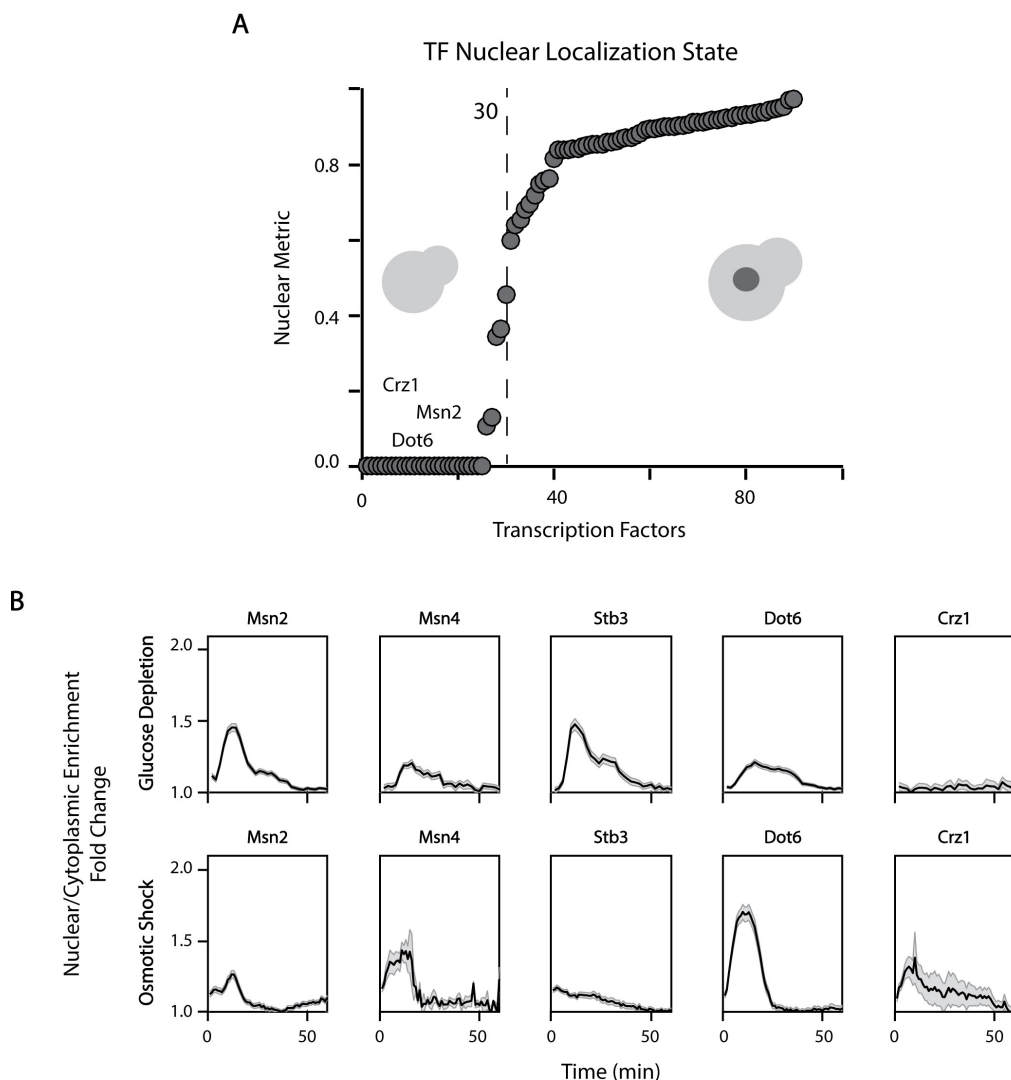 A
TF Nuclear Localization State
30
0.8
0.4
0.0
Nuclear Metric
Crz1
Msn2
Dot6
0 40 80
Transcription Factors
B
Nuclear/Cytoplasmic Enrichment
Fold Change
Glucose Depletion
Msn2 Msn4 Stb3 Dot6 Crz1
2.0
1.5
1.0
Osmotic Shock
Msn2 Msn4 Stb3 Dot6 Crz1
2.0
1.5
1.0
0 50 0 50 0 50 0 50 0 50
Time (min)